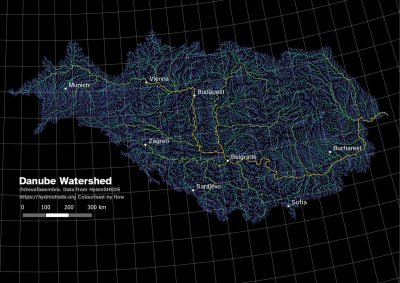 Munich
Vienna
Budapest
Zagreb
Belgrade
Bucharest
Sarajevo
Sofia
Danube Watershed
@stevefaeembra. Data from HydroSHEDS
https://hydrosheds.org Colourised by flow
0 100 200 300 km